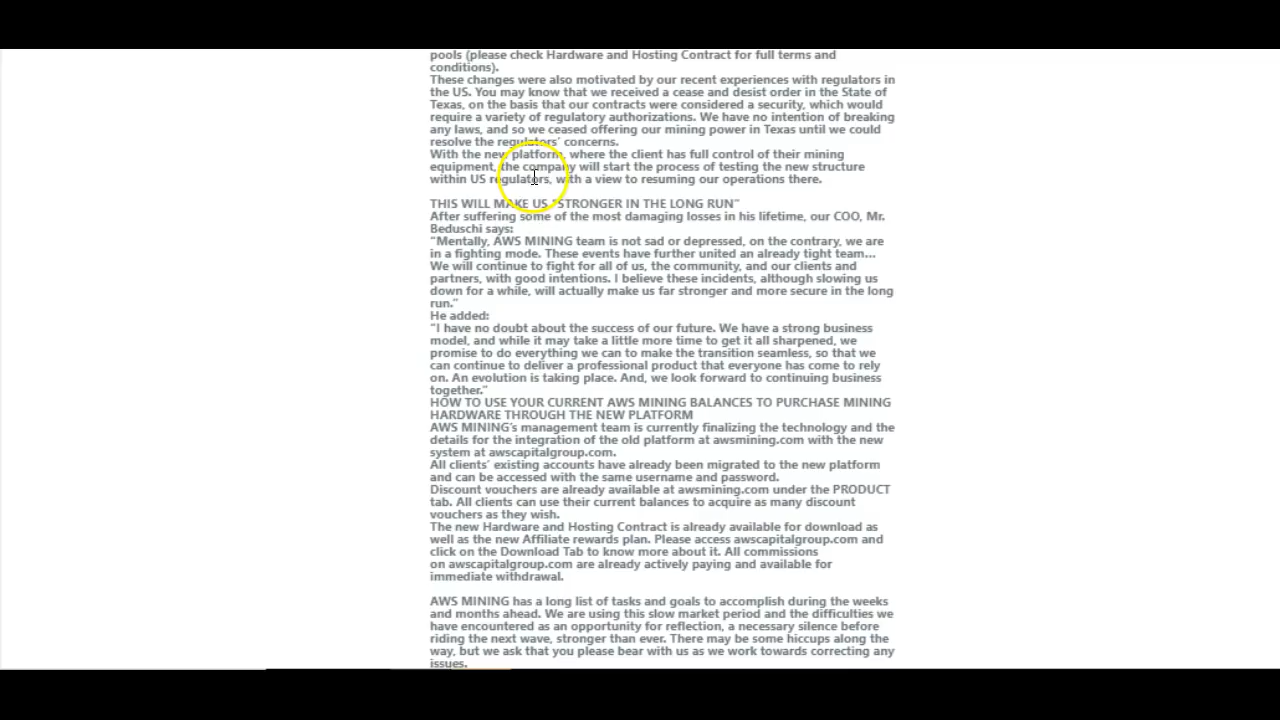 pools (please check Hardware and Hosting Contract for full terms and
conditions).
These changes were also motivated by our recent experiences with regulators in
the US. You may know that we received a cease and desist order in the State of
Texas, on the basis that our contracts were considered a security, which would
require a variety of regulatory authorizations. We have no intention of breaking
any laws, and so we ceased offering our mining power in Texas until we could
resolve the regulators' concerns.
With the new platform, where the client has full control of their mining
equipment, the company will start the process of testing the new structure
within US regulators, with a view to resuming our operations there.
THIS WILL MAKE US "STRONGER IN THE LONG RUN"
After suffering some of the most damaging losses in his lifetime, our COO, Mr.
Beduschi says:
"Mentally, AWS MINING team is not sad or depressed, on the contrary, we are
in a fighting mode. These events have further united an already tight team...
We will continue to fight for all of us, the community, and our clients and
partners, with good intentions. I believe these incidents, although slowing us
down for a while, will actually make us far stronger and more secure in the long
run."
He added:
"I have no doubt about the success of our future. We have a strong business
model, and while it may take a little more time to get it all sharpened, we
promise to do everything we can to make the transition seamless, so that we
can continue to deliver a professional product that everyone has come to rely
on. An evolution is taking place. And, we look forward to continuing business
together."
HOW TO USE YOUR CURRENT AWS MINING BALANCES TO PURCHASE MINING
HARDWARE THROUGH THE NEW PLATFORM
AWS MINING's management team is currently finalizing the technology and the
details for the integration of the old platform at awsmining.com with the new
system at awscapitalgroup.com.
All clients' existing accounts have already been migrated to the new platform
and can be accessed with the same username and password.
Discount vouchers are already available at awsmining.com under the PRODUCT
tab. All clients can use their current balances to acquire as many discount
vouchers as they wish.
The new Hardware and Hosting Contract is already available for download as
well as the new Affiliate rewards plan. Please access awscapitalgroup.com and
click on the Download Tab to know more about it. All commissions
on awscapitalgroup.com are already actively paying and available for
immediate withdrawal.
AWS MINING has a long list of tasks and goals to accomplish during the weeks
and months ahead. We are using this slow market period and the difficulties we
have encountered as an opportunity for reflection, a necessary silence before
riding the next wave, stronger than ever. There may be some hiccups along the
way, but we ask that you please bear with us as we work towards correcting any
issues.